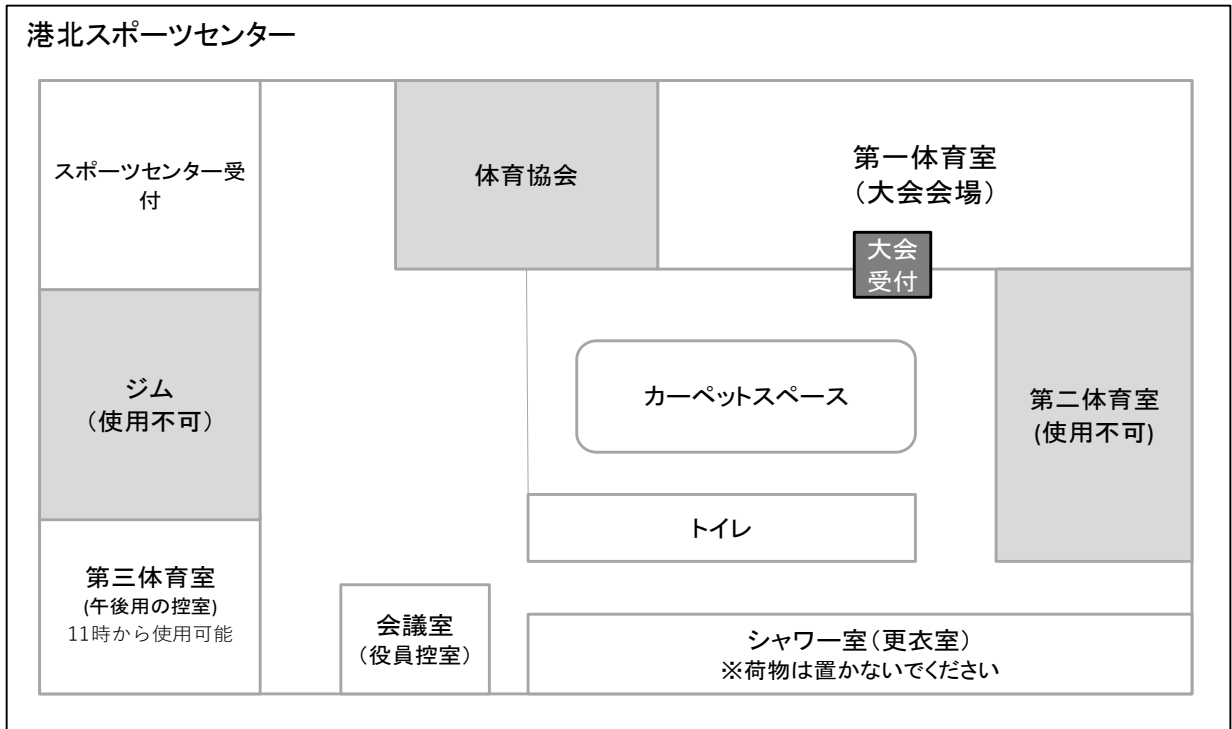 港北スポーツセンター
スポーツセンター受
付
体育協会
第一体育室
（大会会場）
大会
受付
ジム
（使用不可）
カーペットスペース
第二体育室
(使用不可)
トイレ
第三体育室
(午後用の控室)
11時から使用可能
会議室
（役員控室）
シャワー室（更衣室）
※荷物は置かないでください